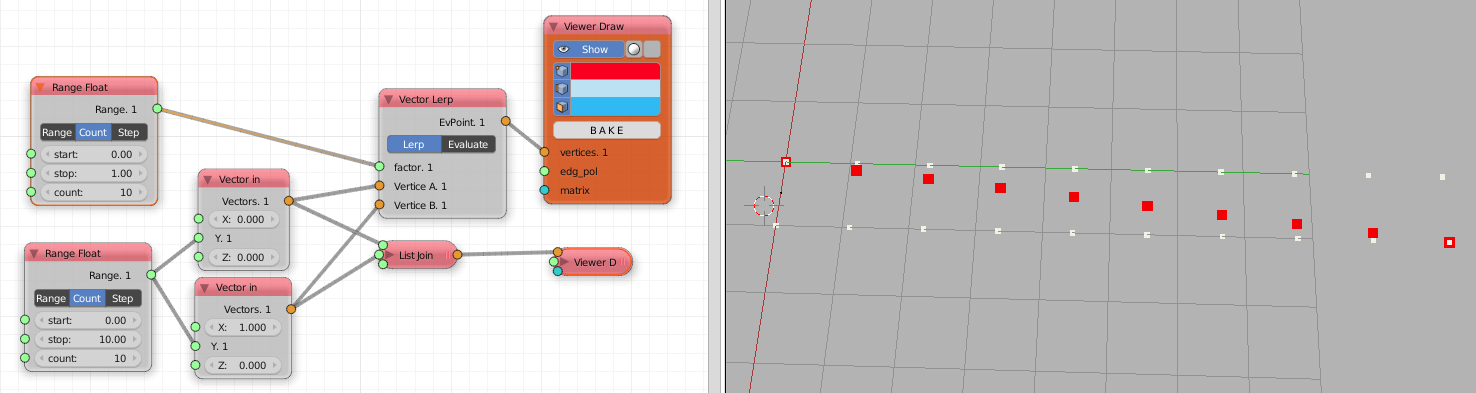 Range Float
Range. 1
Range Count Step
start: 0.00
stop: 1.00
count: 10
Range Float
Range. 1
Range Count Step
start: 0.00
stop: 10.00
count: 10
Vector in
Vectors. 1
X: 0.000
Y. 1
Z: 0.000
Vector in
Vectors. 1
X: 1.000
Y. 1
Z: 0.000
Vector Lerp
EvPoint. 1
Lerp Evaluate
factor. 1
Vertice A. 1
Vertice B. 1
List Join
Viewer Draw
Show
BAKE
vertices. 1
edg_pol
matrix
Viewer D